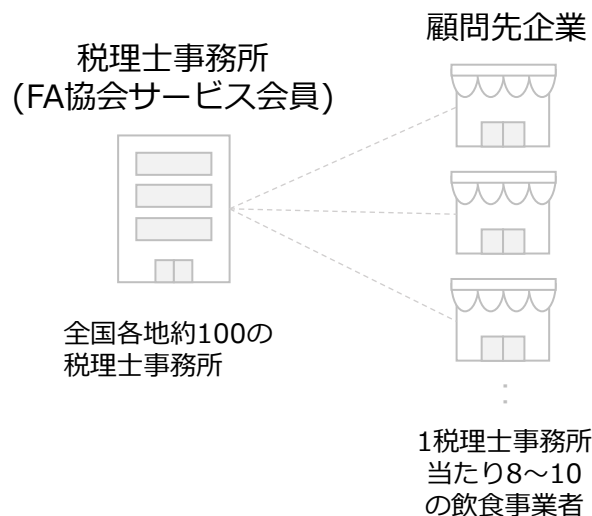 顧問先企業
税理士事務所
(FA協会サービス会員)
全国各地約100の
税理士事務所
1税理士事務所
当たり8～10
の飲食事業者